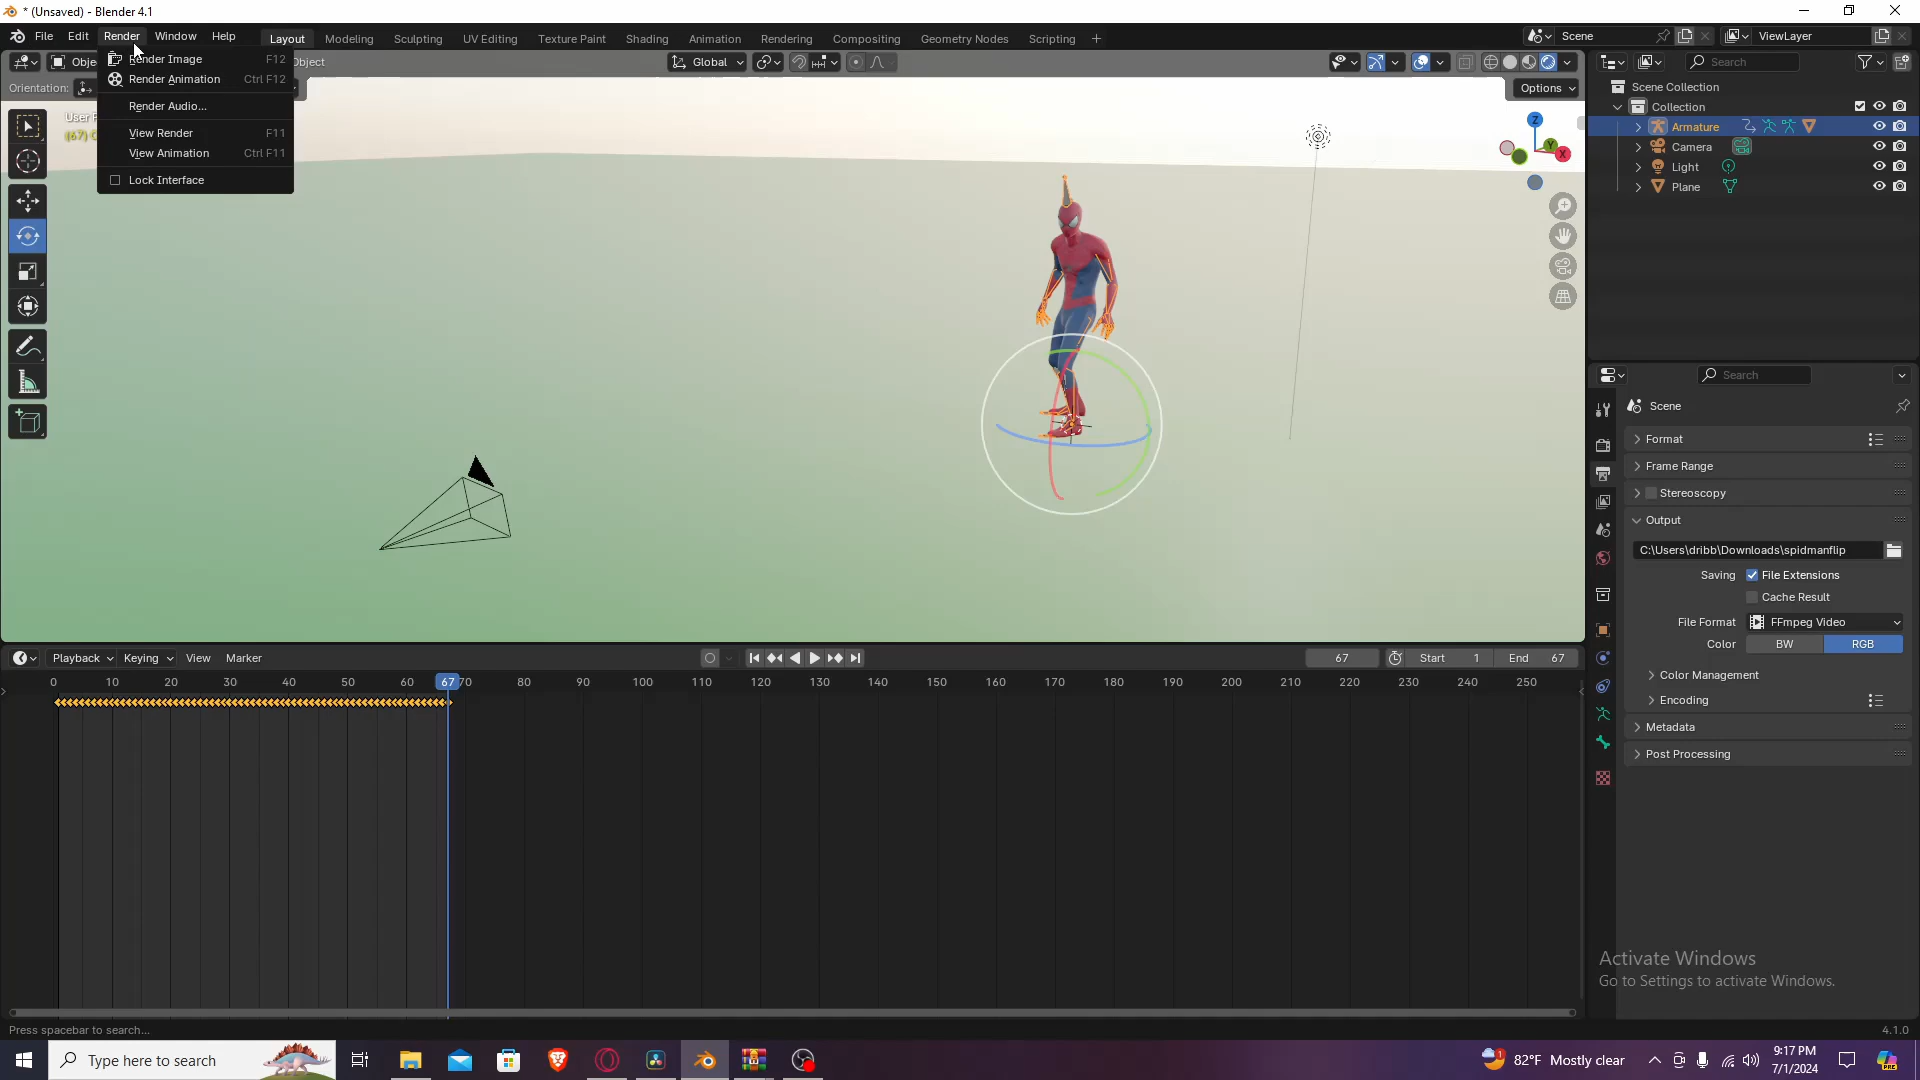 * (Unsaved) - Blender 4.1
File Edit Render Window Help Layout Modeling Sculpting UV Editing Texture Paint Shading Animation Rendering Compositing Geometry Nodes Scripting + Scene ViewLayer
Render Image F12
Render Animation Ctrl F12
Render Audio...
View Render F11
View Animation Ctrl F11
Lock Interface
Object Global
Orientation: Options
Search
Scene Collection
Collection
Armature
Camera
Light
Plane
Z
Y
X
Search
Scene
Format
Frame Range
Stereoscopy
Output
C:\Users\dribb\Downloads\spidmanflip
Saving File Extensions
Cache Result
File Format FFmpeg Video
Color BW RGB
Color Management
Encoding
Metadata
Post Processing
Playback Keying View Marker 67 Start 1 End 67
0 10 20 30 40 50 60 67 70 80 90 100 110 120 130 140 150 160 170 180 190 200 210 220 230 240 250
Activate Windows
Go to Settings to activate Windows.
Press spacebar to search... 4.1.0
Type here to search
82°F Mostly clear
9:17 PM
7/1/2024